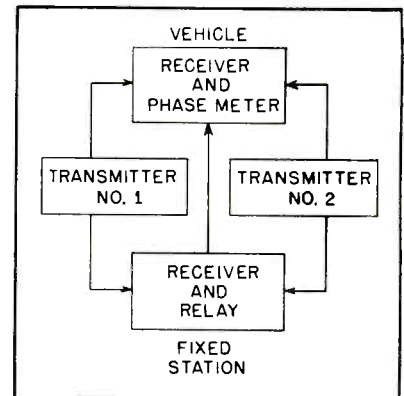 VEHICLE
RECEIVER
AND
PHASE METER
TRANSMITTER
NO. 1
TRANSMITTER
NO. 2
RECEIVER
AND
RELAY
FIXED
STATION